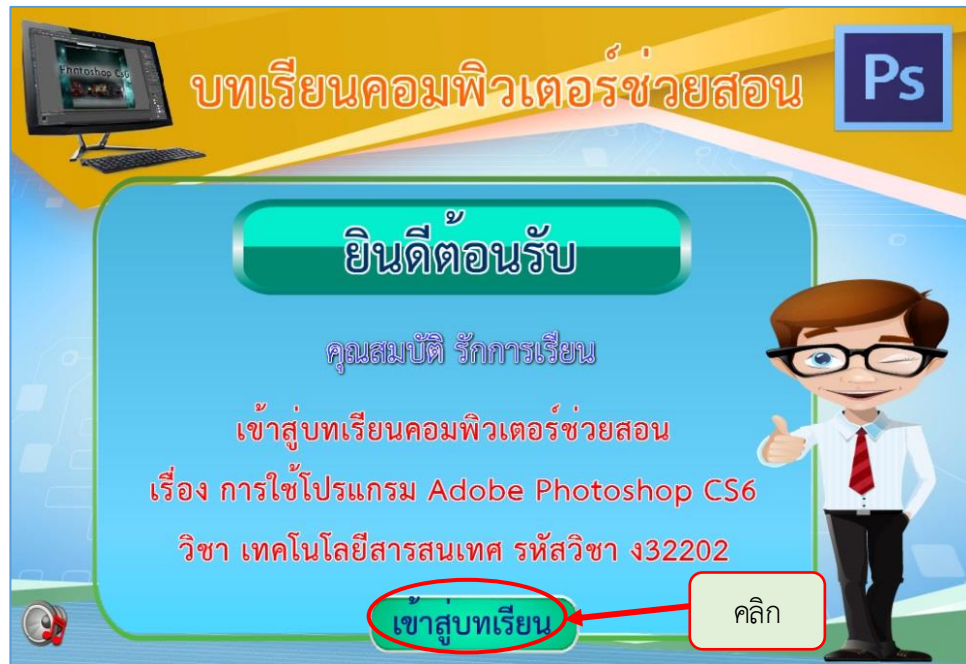 บทเรียนคอมพิวเตอร์ช่วยสอน
Ps
Photoshop Cs6
ยินดีต้อนรับ
คุณสมบัติ รักการเรียน
เข้าสู่บทเรียนคอมพิวเตอร์ช่วยสอน
เรื่อง การใช้โปรแกรม Adobe Photoshop CS6
วิชา เทคโนโลยีสารสนเทศ รหัสวิชา ง32202
เข้าสู่บทเรียน
คลิก